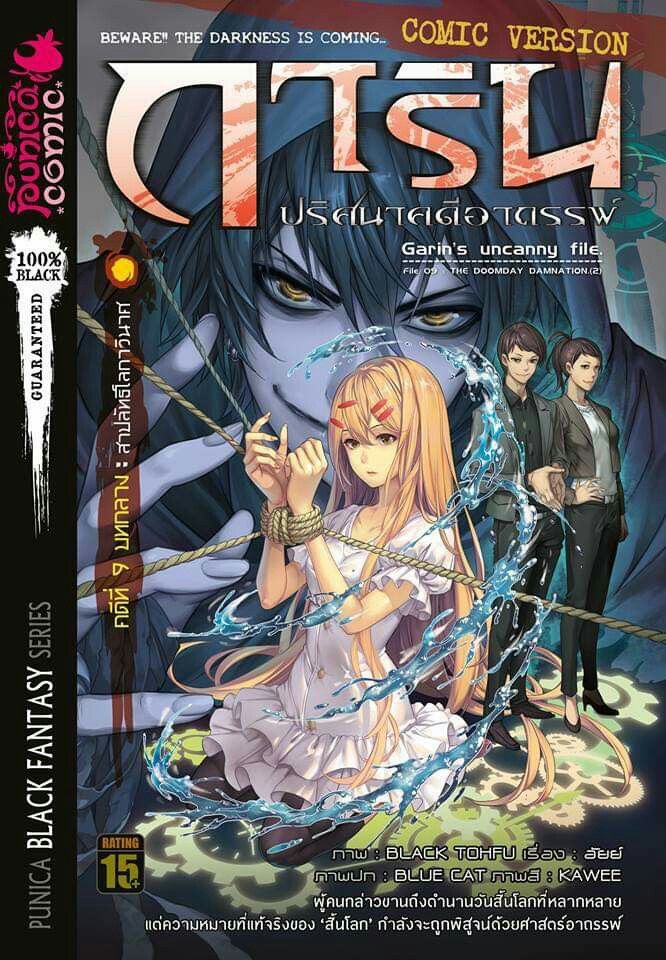 BEWARE!! THE DARKNESS IS COMING...
COMIC VERSION
punica
comic
100%
BLACK
GUARANTEED
การิน
ปริศนาคดีอาถรรพ์
Garin's uncanny file.
File 09 : THE DOOMDAY DAMNATION.(2)
คดีที่ ๑ บทกลาง : สาปสิทธิ์โลกาวินาศ
PUNICA BLACK FANTASY SERIES
RATING
15+
ภาพ : BLACK TOHFU เรื่อง : อัยย์
ภาพปก : BLUE CAT ภาพสี : KAWEE
ผู้คนกล่าวขานถึงตำนานวันสิ้นโลกที่หลากหลาย
แต่ความหมายที่แท้จริงของ 'สิ้นโลก' กำลังจะถูกพิสูจน์ด้วยศาสตร์อาถรรพ์